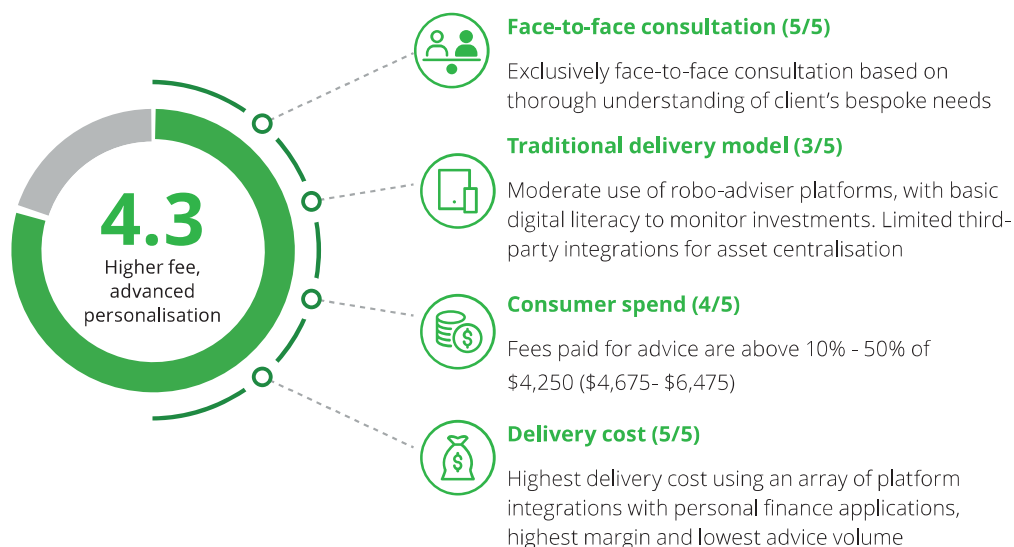 4.3
Higher fee,
advanced
personalisation
Face-to-face consultation (5/5)
Exclusively face-to-face consultation based on
thorough understanding of client’s bespoke needs
Traditional delivery model (3/5)
Moderate use of robo-adviser platforms, with basic
digital literacy to monitor investments. Limited third-
party integrations for asset centralisation
Consumer spend (4/5)
Fees paid for advice are above 10% - 50% of
$4,250 ($4,675- $6,475)
Delivery cost (5/5)
Highest delivery cost using an array of platform
integrations with personal finance applications,
highest margin and lowest advice volume